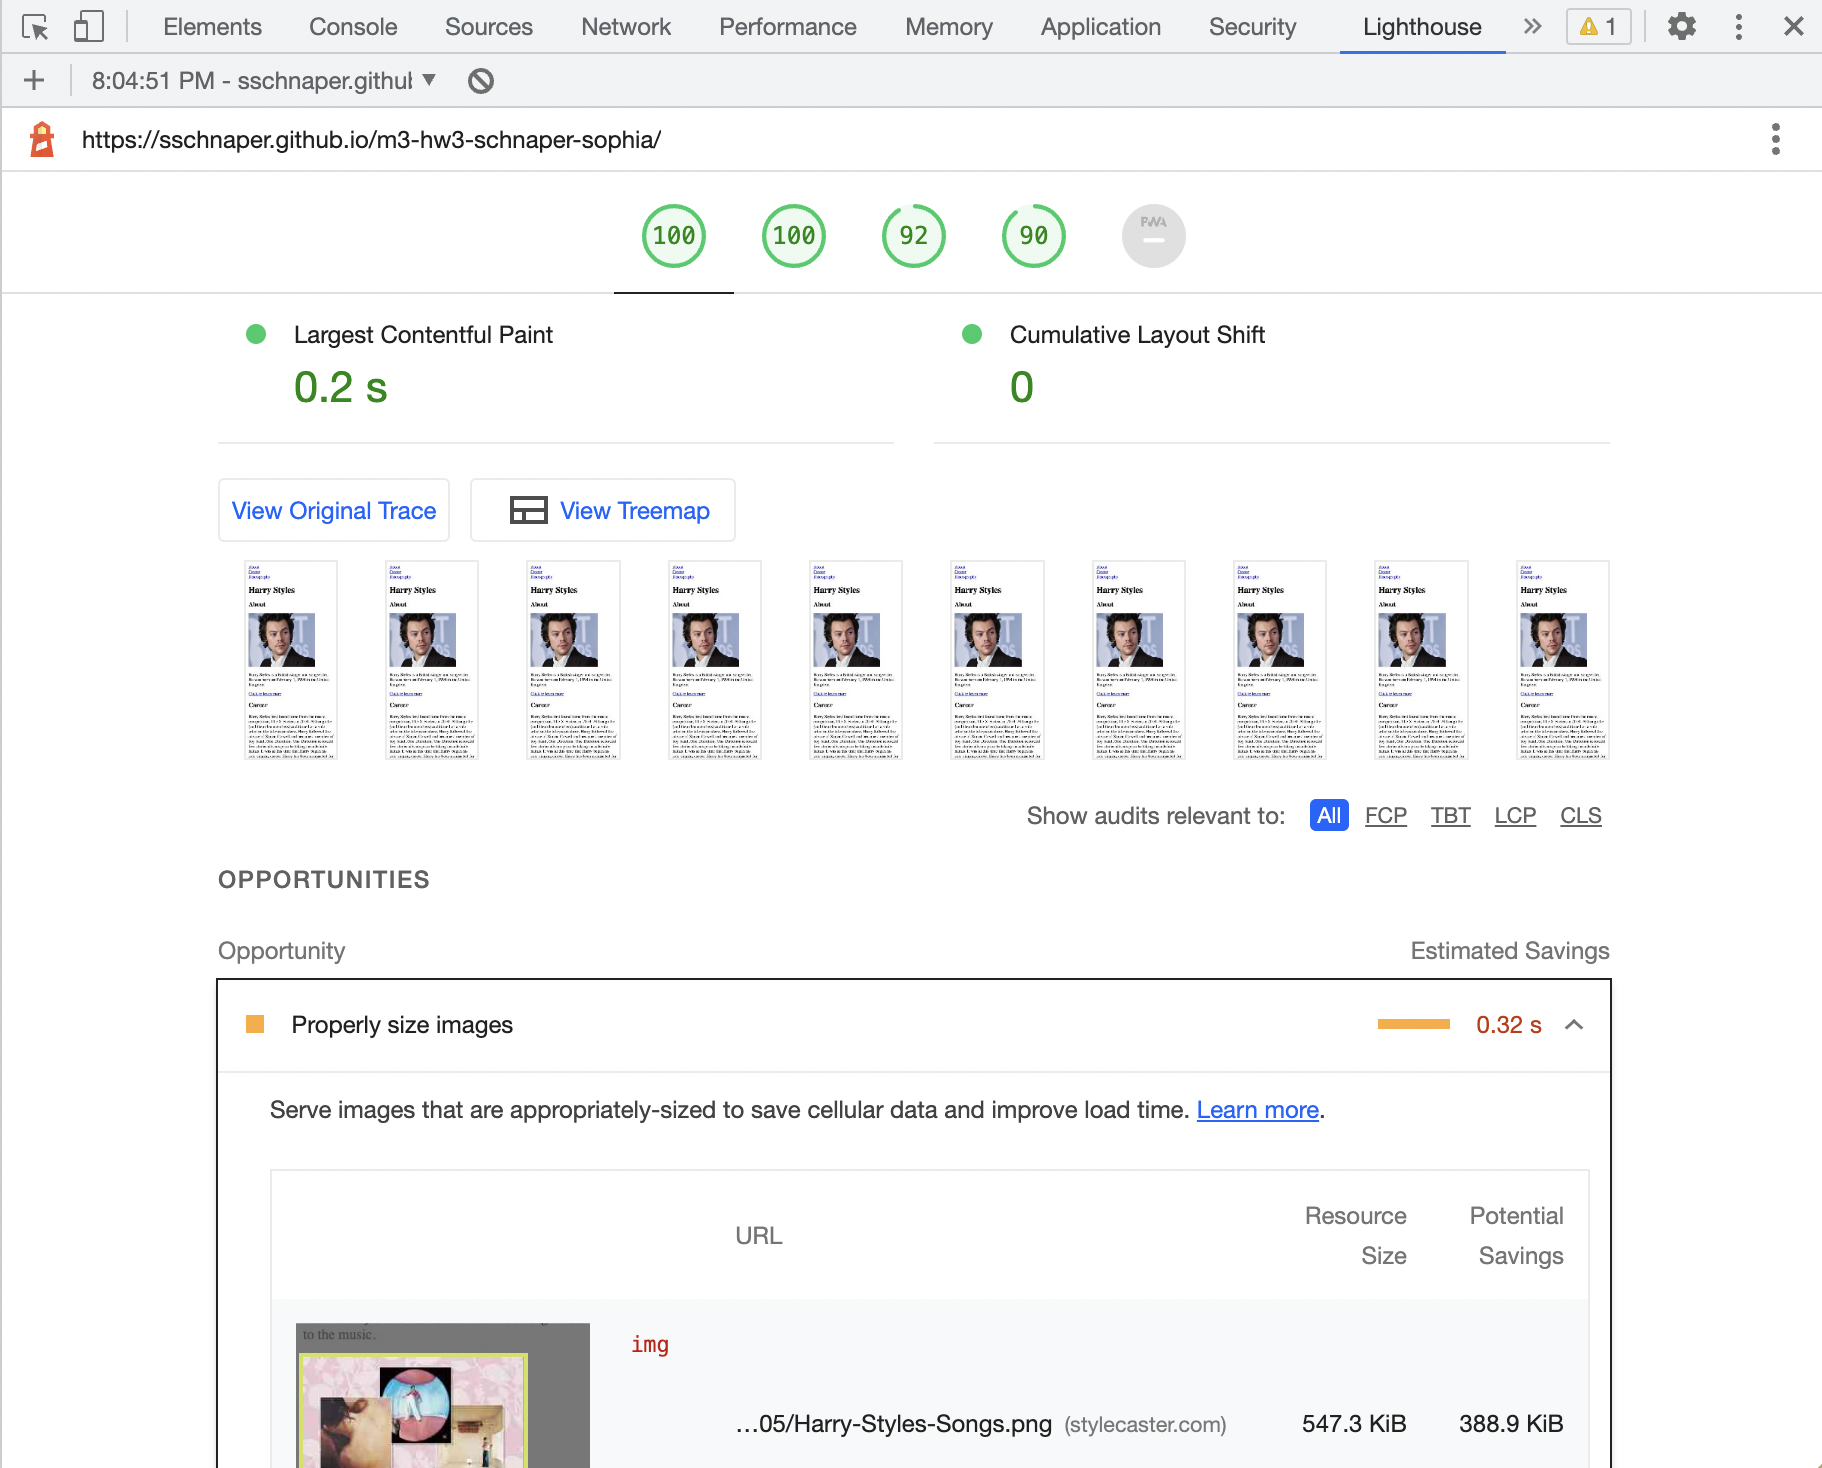 Elements Console Sources Network Performance Memory Application Security Lighthouse 1
8:04:51 PM - sschnaper.githul
https://sschnaper.github.io/m3-hw3-schnaper-sophia/
100 100 92 90 PWA
Largest Contentful Paint Cumulative Layout Shift
0.2 s 0
View Original Trace View Treemap
Harry Styles Harry Styles Harry Styles Harry Styles Harry Styles Harry Styles Harry Styles Harry Styles Harry Styles Harry Styles
About About About About About About About About About About
Career Career Career Career Career Career Career Career Career Career
Show audits relevant to: All FCP TBT LCP CLS
OPPORTUNITIES
Opportunity Estimated Savings
Properly size images 0.32 s
Serve images that are appropriately-sized to save cellular data and improve load time. Learn more.
URL Resource Size Potential Savings
to the music.
img
…05/Harry-Styles-Songs.png (stylecaster.com) 547.3 KiB 388.9 KiB